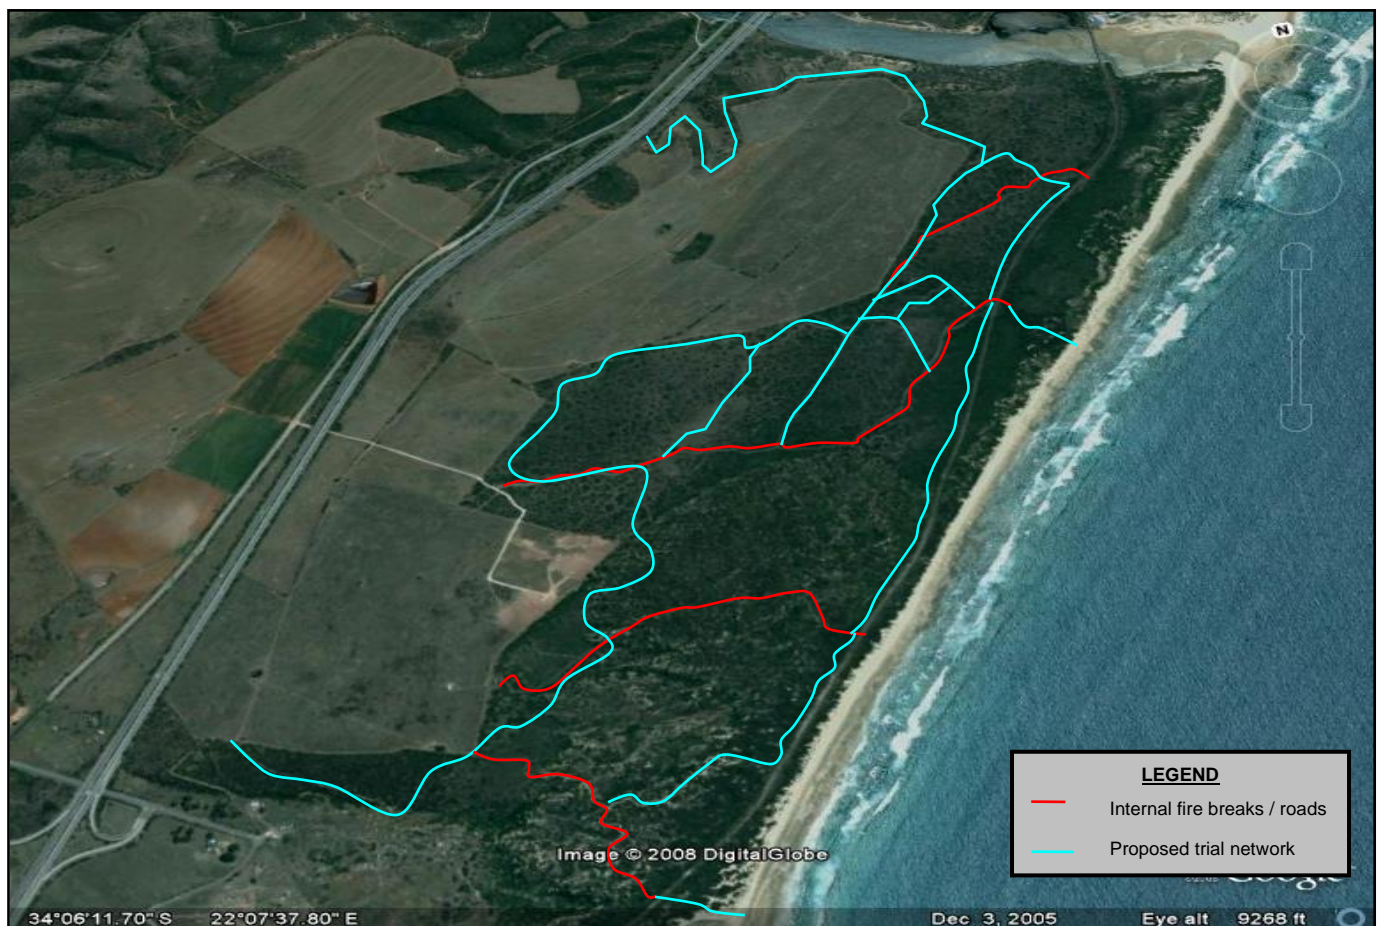 N
LEGEND
Internal fire breaks / roads
Proposed trial network
Image © 2008 DigitalGlobe
Google
34°06'11.70" S 22°07'37.80" E Dec 3, 2005 Eye alt 9268 ft